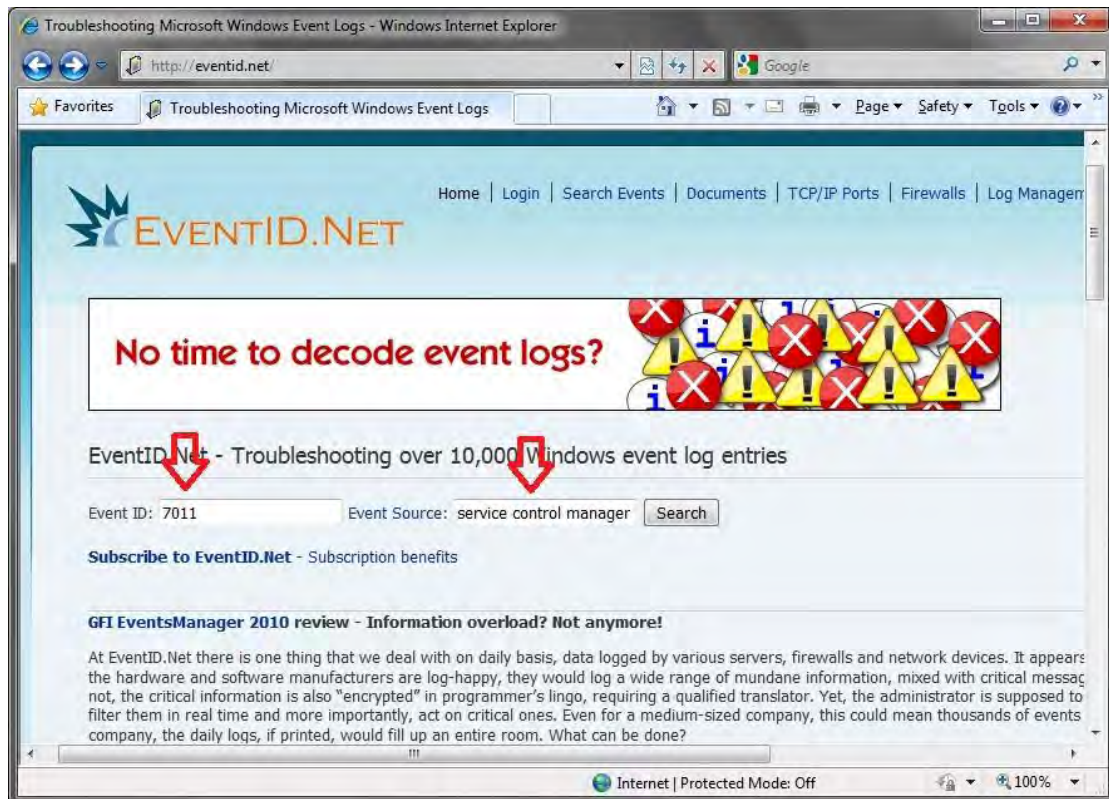 Troubleshooting Microsoft Windows Event Logs - Windows Internet Explorer
http://eventid.net/
Google
Favorites
Troubleshooting Microsoft Windows Event Logs
Page
Safety
Tools
Home | Login | Search Events | Documents | TCP/IP Ports | Firewalls | Log Managem
EVENTID.NET
No time to decode event logs?
EventID.Net - Troubleshooting over 10,000 Windows event log entries
Event ID: 7011 Event Source: service control manager Search
Subscribe to EventID.Net - Subscription benefits
GFI EventsManager 2010 review - Information overload? Not anymore!
At EventID.Net there is one thing that we deal with on daily basis, data logged by various servers, firewalls and network devices. It appears
the hardware and software manufacturers are log-happy, they would log a wide range of mundane information, mixed with critical messag
not, the critical information is also "encrypted" in programmer's lingo, requiring a qualified translator. Yet, the administrator is supposed to
filter them in real time and more importantly, act on critical ones. Even for a medium-sized company, this could mean thousands of events
company, the daily logs, if printed, would fill up an entire room. What can be done?
Internet | Protected Mode: Off
100%